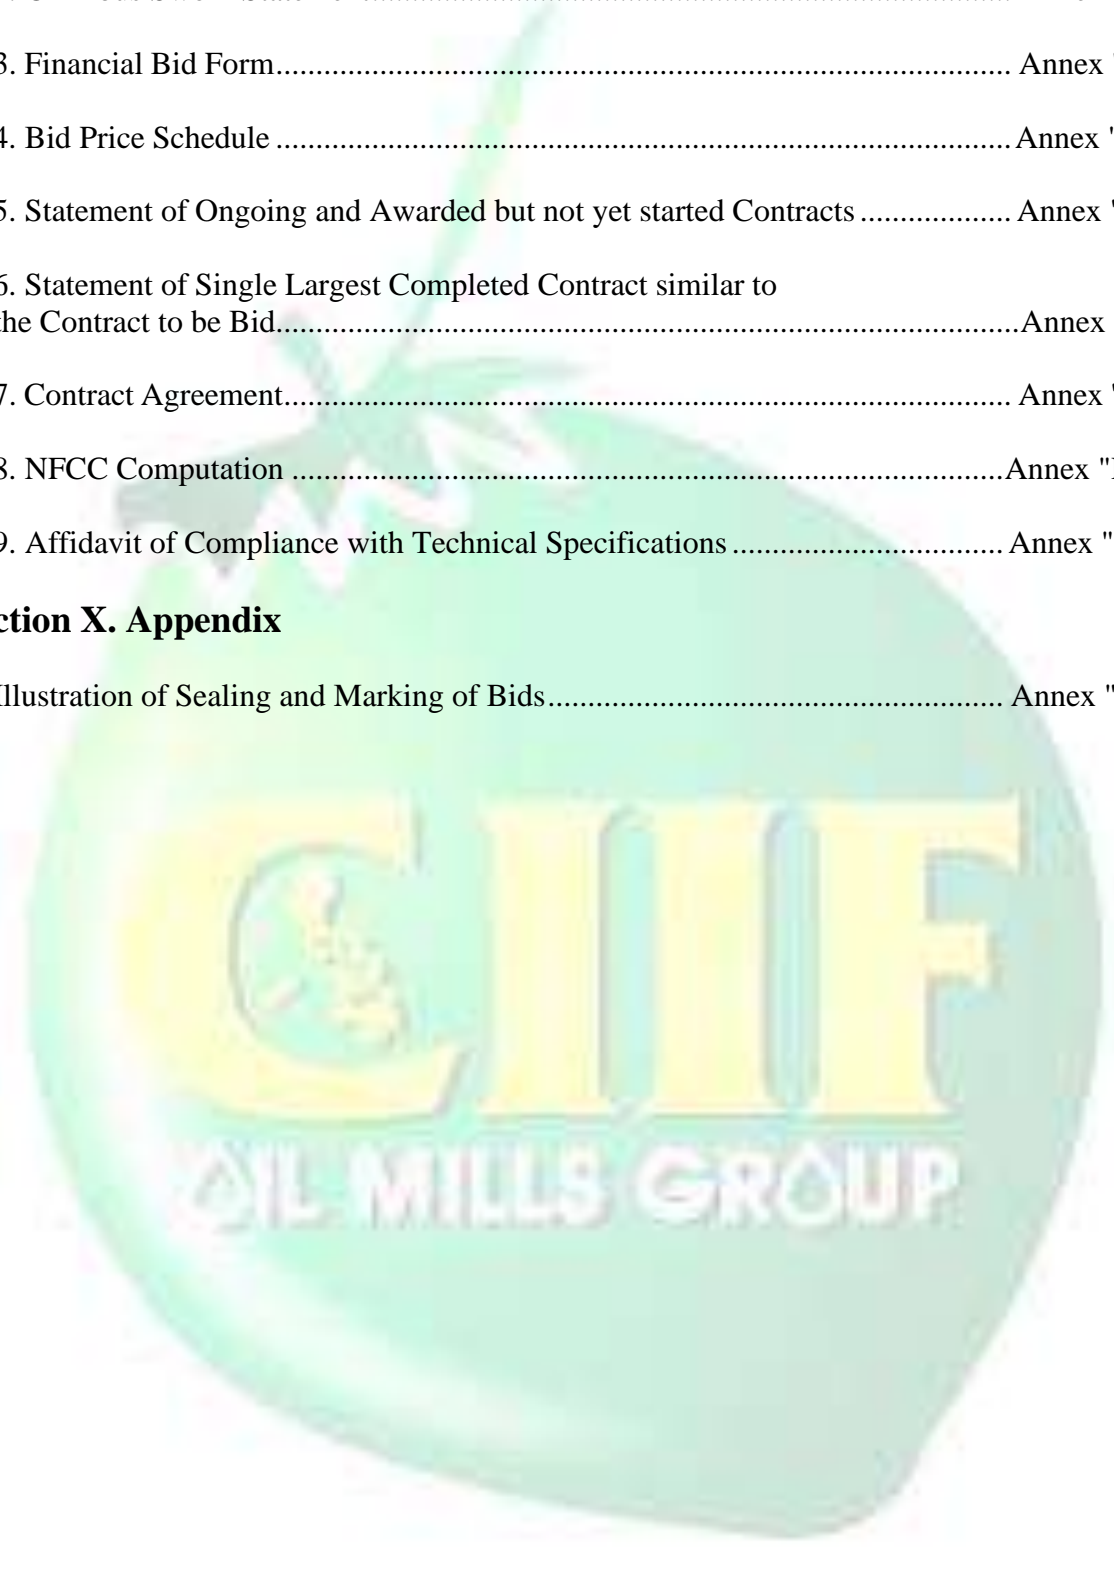 3. Financial Bid Form............................................................................................ Annex "
4. Bid Price Schedule ............................................................................................ Annex "
5. Statement of Ongoing and Awarded but not yet started Contracts ................... Annex "
6. Statement of Single Largest Completed Contract similar to
the Contract to be Bid.............................................................................................Annex
7. Contract Agreement........................................................................................... Annex "
8. NFCC Computation .........................................................................................Annex "
9. Affidavit of Compliance with Technical Specifications .................................. Annex "
ction X. Appendix
Illustration of Sealing and Marking of Bids......................................................... Annex "
CIIF
OIL MILLS GROUP